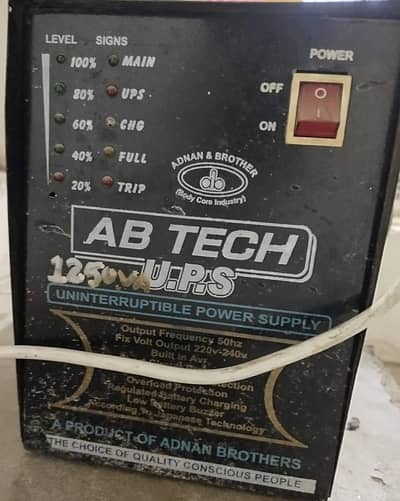 LEVEL SIGNS
POWER
100% MAIN
80% UPS
60% CHG
40% FULL
20% TRIP
OFF
ON
ADNAN & BROTHER
db
(Body Care Industry)
AB TECH
1250VA
U.P.S
UNINTERRUPTIBLE POWER SUPPLY
Output Frequency 50hz
Fix Volt Output 220v-240v
Built in Avr
Overload Protection
Regulated Battery Charging
Low Battery Buzzer
According To Japanese Technology
A PRODUCT OF ADNAN BROTHERS
THE CHOICE OF QUALITY CONSCIOUS PEOPLE